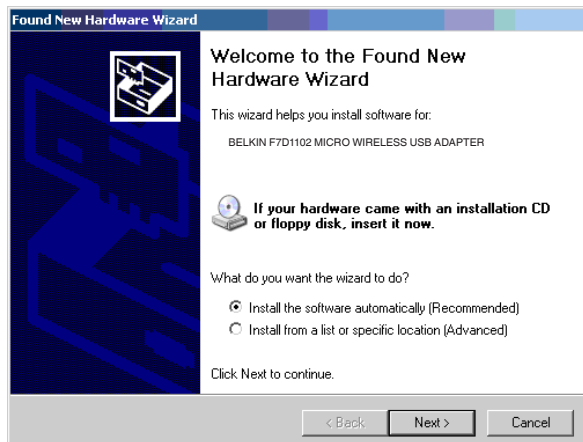 Found New Hardware Wizard
Welcome to the Found New
Hardware Wizard
This wizard helps you install software for:
BELKIN F7D1102 MICRO WIRELESS USB ADAPTER
If your hardware came with an installation CD
or floppy disk, insert it now.
What do you want the wizard to do?
Install the software automatically (Recommended)
Install from a list or specific location (Advanced)
Click Next to continue.
< Back Next > Cancel